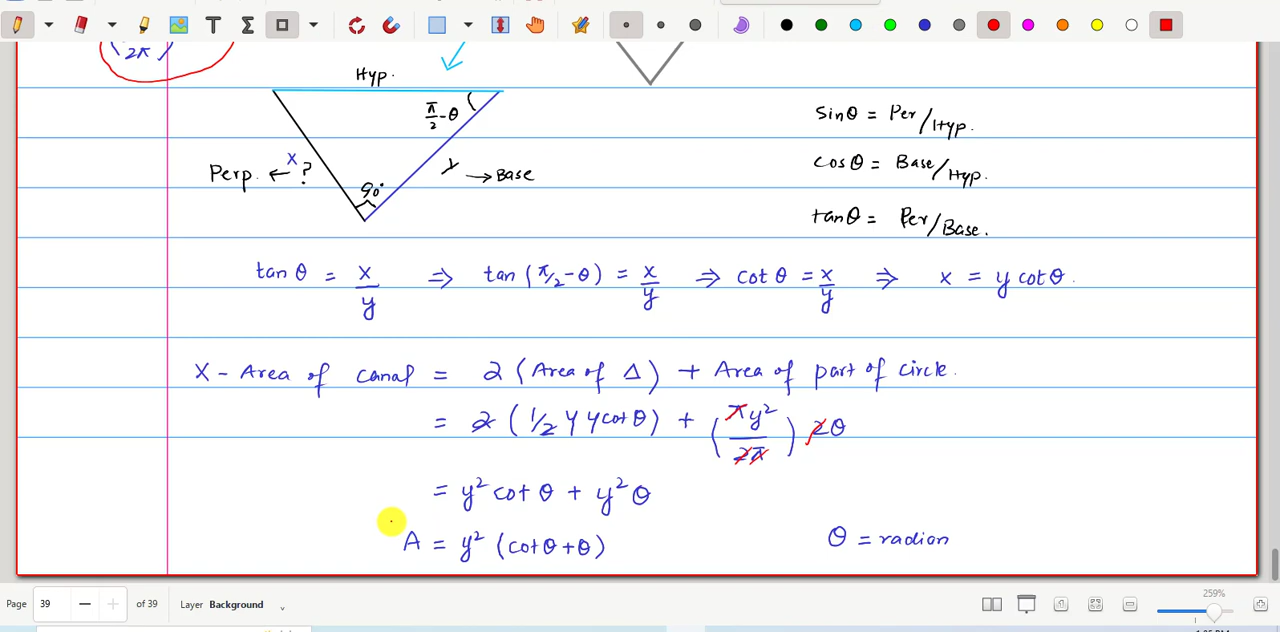 2π
Hyp.
π/2 - θ
sinθ = Per/Hyp.
cosθ = Base/Hyp.
Perp. ← x ?
90°
y → Base
tanθ = Per/Base.
tan θ = x/y ⇒ tan (π/2 - θ) = x/y ⇒ cot θ = x/y ⇒ x = y cot θ.
X - Area of canal = 2 (Area of Δ) + Area of part of circle.
= 2 (1/2 y y cot θ) + (πy²/2π) 2θ
= y² cot θ + y² θ
A = y² (cot θ + θ)
θ = radian
Page 39 of 39 Layer Background
259%